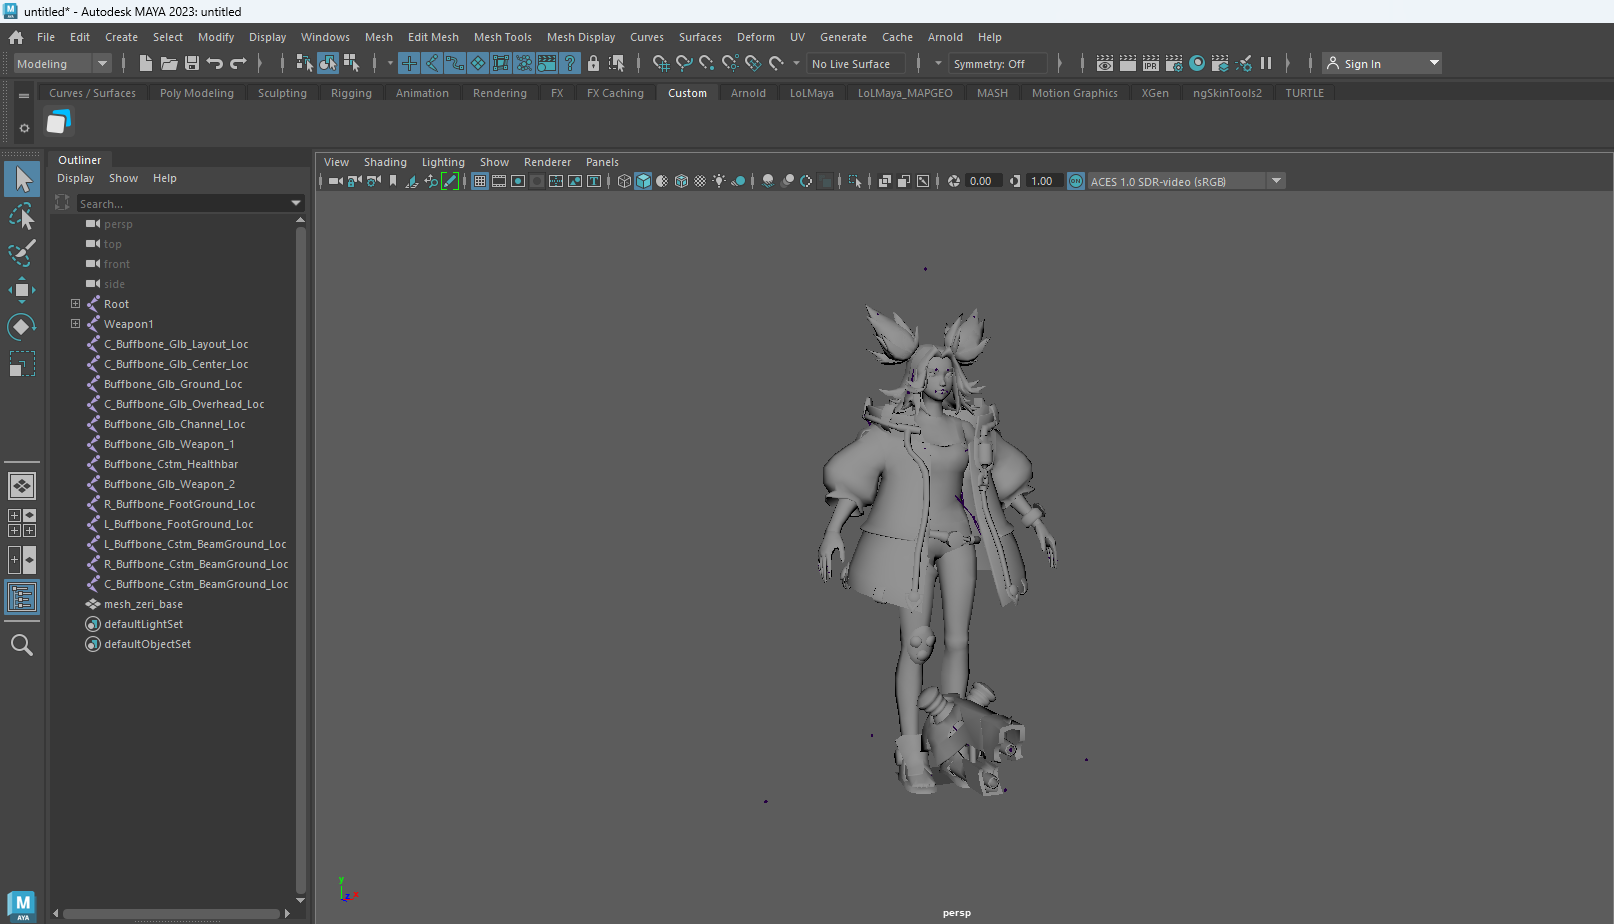 untitled* - Autodesk MAYA 2023: untitled
File Edit Create Select Modify Display Windows Mesh Edit Mesh Mesh Tools Mesh Display Curves Surfaces Deform UV Generate Cache Arnold Help
Modeling No Live Surface Symmetry: Off IPR Sign In
Curves / Surfaces Poly Modeling Sculpting Rigging Animation Rendering FX FX Caching Custom Arnold LoLMaya LoLMaya_MAPGEO MASH Motion Graphics XGen ngSkinTools2 TURTLE
Outliner
Display Show Help
Search...
persp
top
front
side
Root
Weapon1
C_Buffbone_Glb_Layout_Loc
C_Buffbone_Glb_Center_Loc
Buffbone_Glb_Ground_Loc
C_Buffbone_Glb_Overhead_Loc
Buffbone_Glb_Channel_Loc
Buffbone_Glb_Weapon_1
Buffbone_Cstm_Healthbar
Buffbone_Glb_Weapon_2
R_Buffbone_FootGround_Loc
L_Buffbone_FootGround_Loc
L_Buffbone_Cstm_BeamGround_Loc
R_Buffbone_Cstm_BeamGround_Loc
C_Buffbone_Cstm_BeamGround_Loc
mesh_zeri_base
defaultLightSet
defaultObjectSet
View Shading Lighting Show Renderer Panels
0.00 1.00 ON ACES 1.0 SDR-video (sRGB)
y
z x
persp
M
AYA